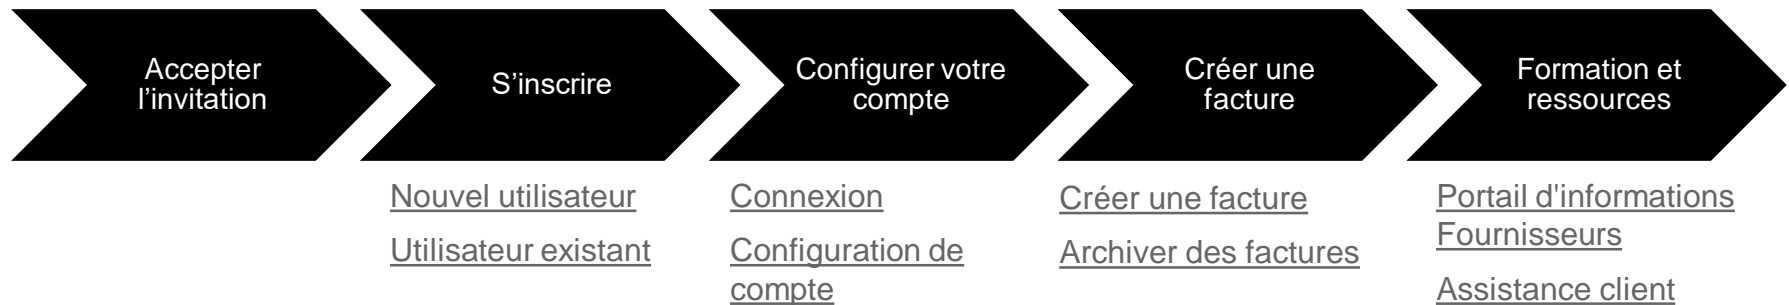 Accepter
l’invitation
S’inscrire
Configurer votre
compte
Créer une
facture
Formation et
ressources
Nouvel utilisateur
Utilisateur existant
Connexion
Configuration de
compte
Créer une facture
Archiver des factures
Portail d'informations
Fournisseurs
Assistance client